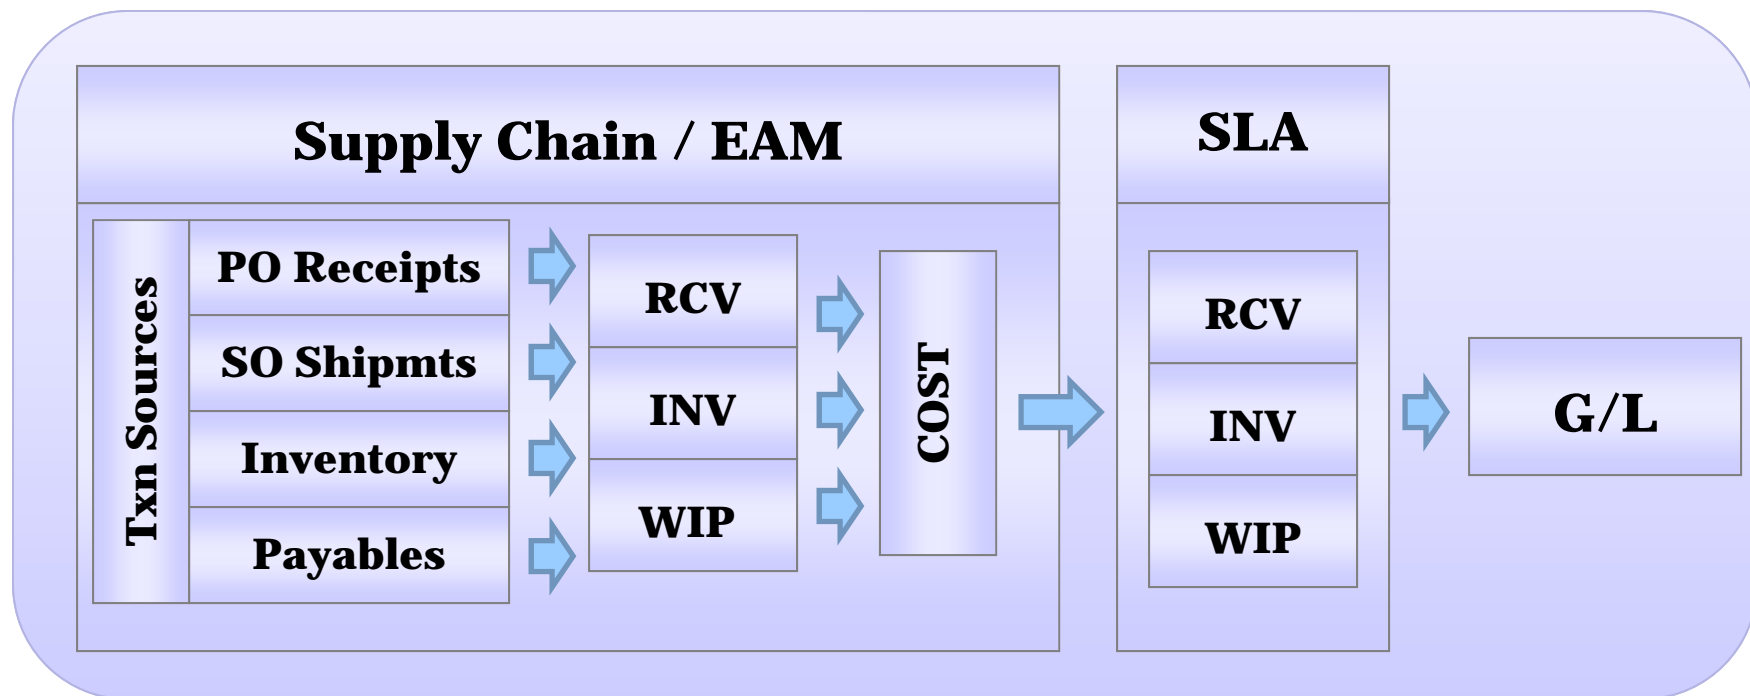 Supply Chain / EAM
SLA
Txn Sources
PO Receipts
SO Shipmts
Inventory
Payables
RCV
INV
WIP
COST
RCV
INV
WIP
G/L